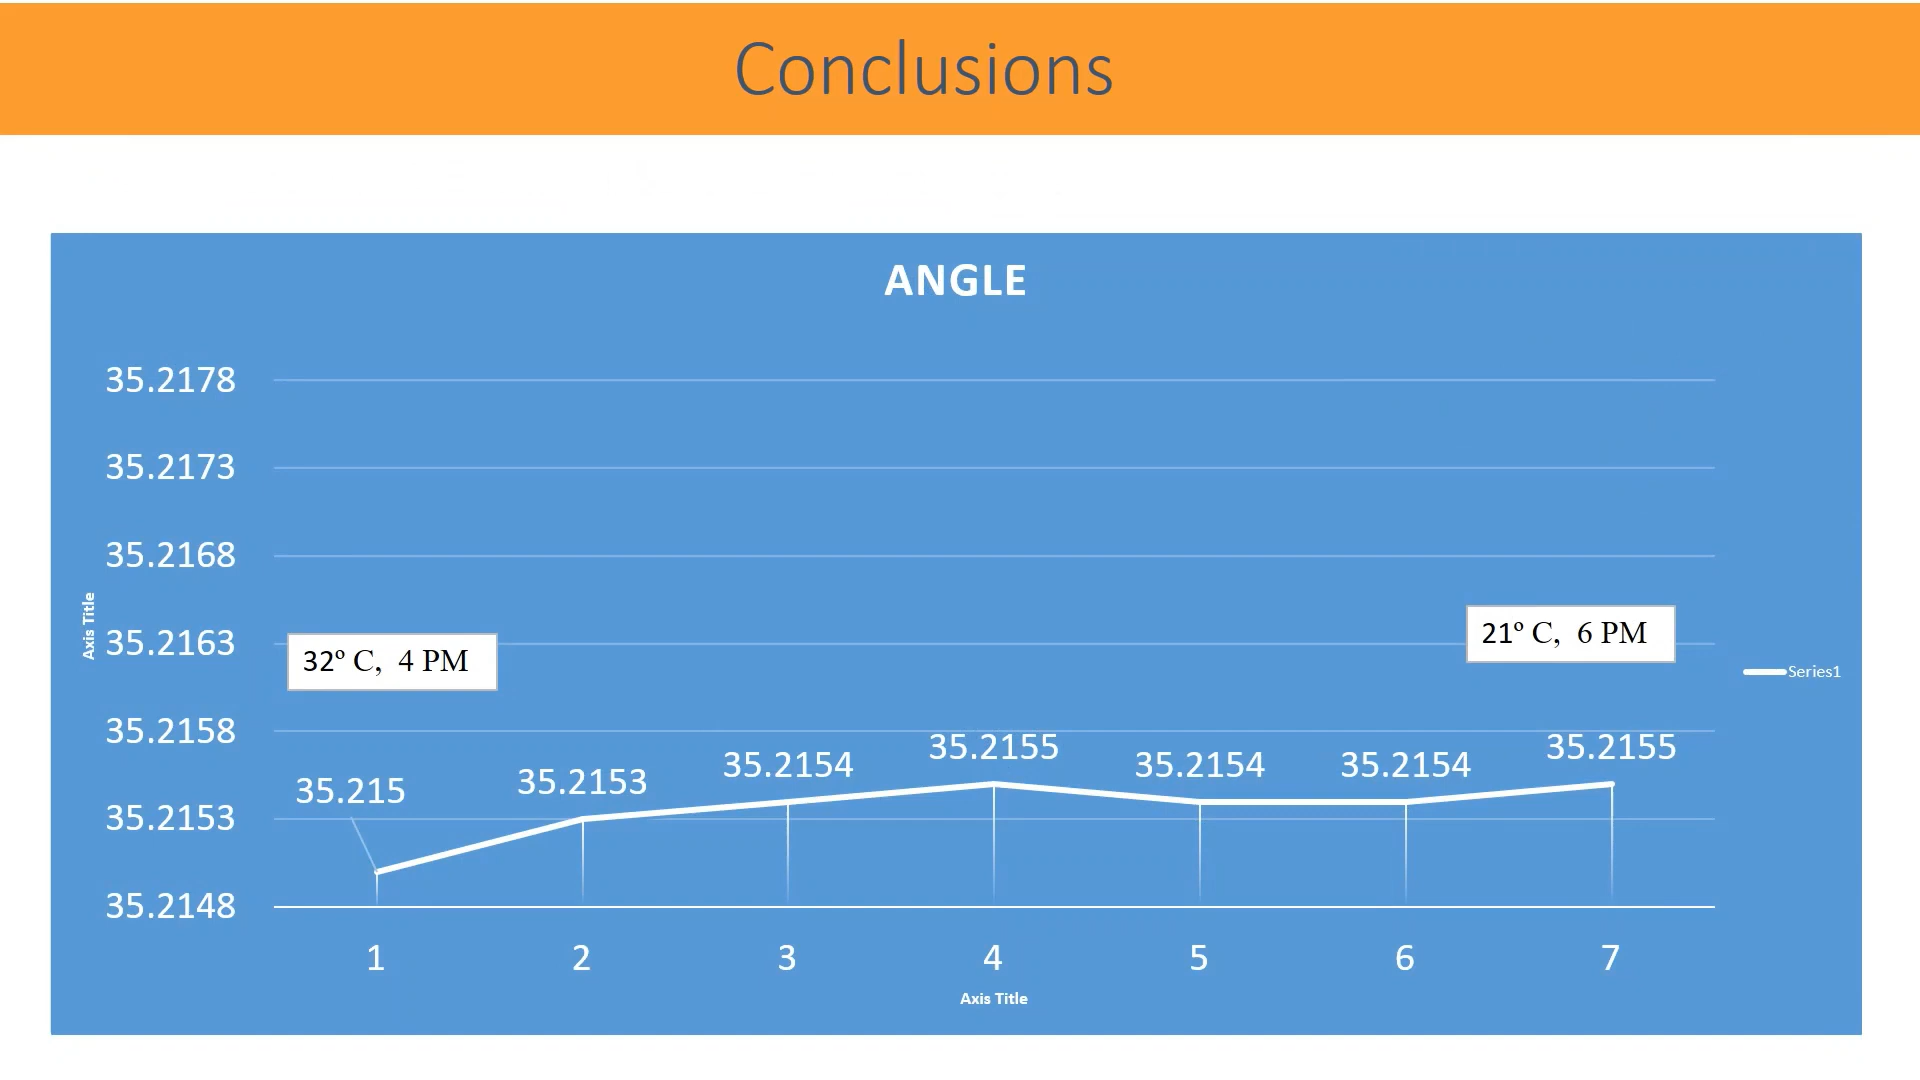 Conclusions
ANGLE
35.2178
35.2173
35.2168
35.2163
35.2158
35.2153
35.2148
Axis Title
32º C,  4 PM
21º C,  6 PM
35.215
35.2153
35.2154
35.2155
35.2154
35.2154
35.2155
Series1
1 2 3 4 5 6 7
Axis Title